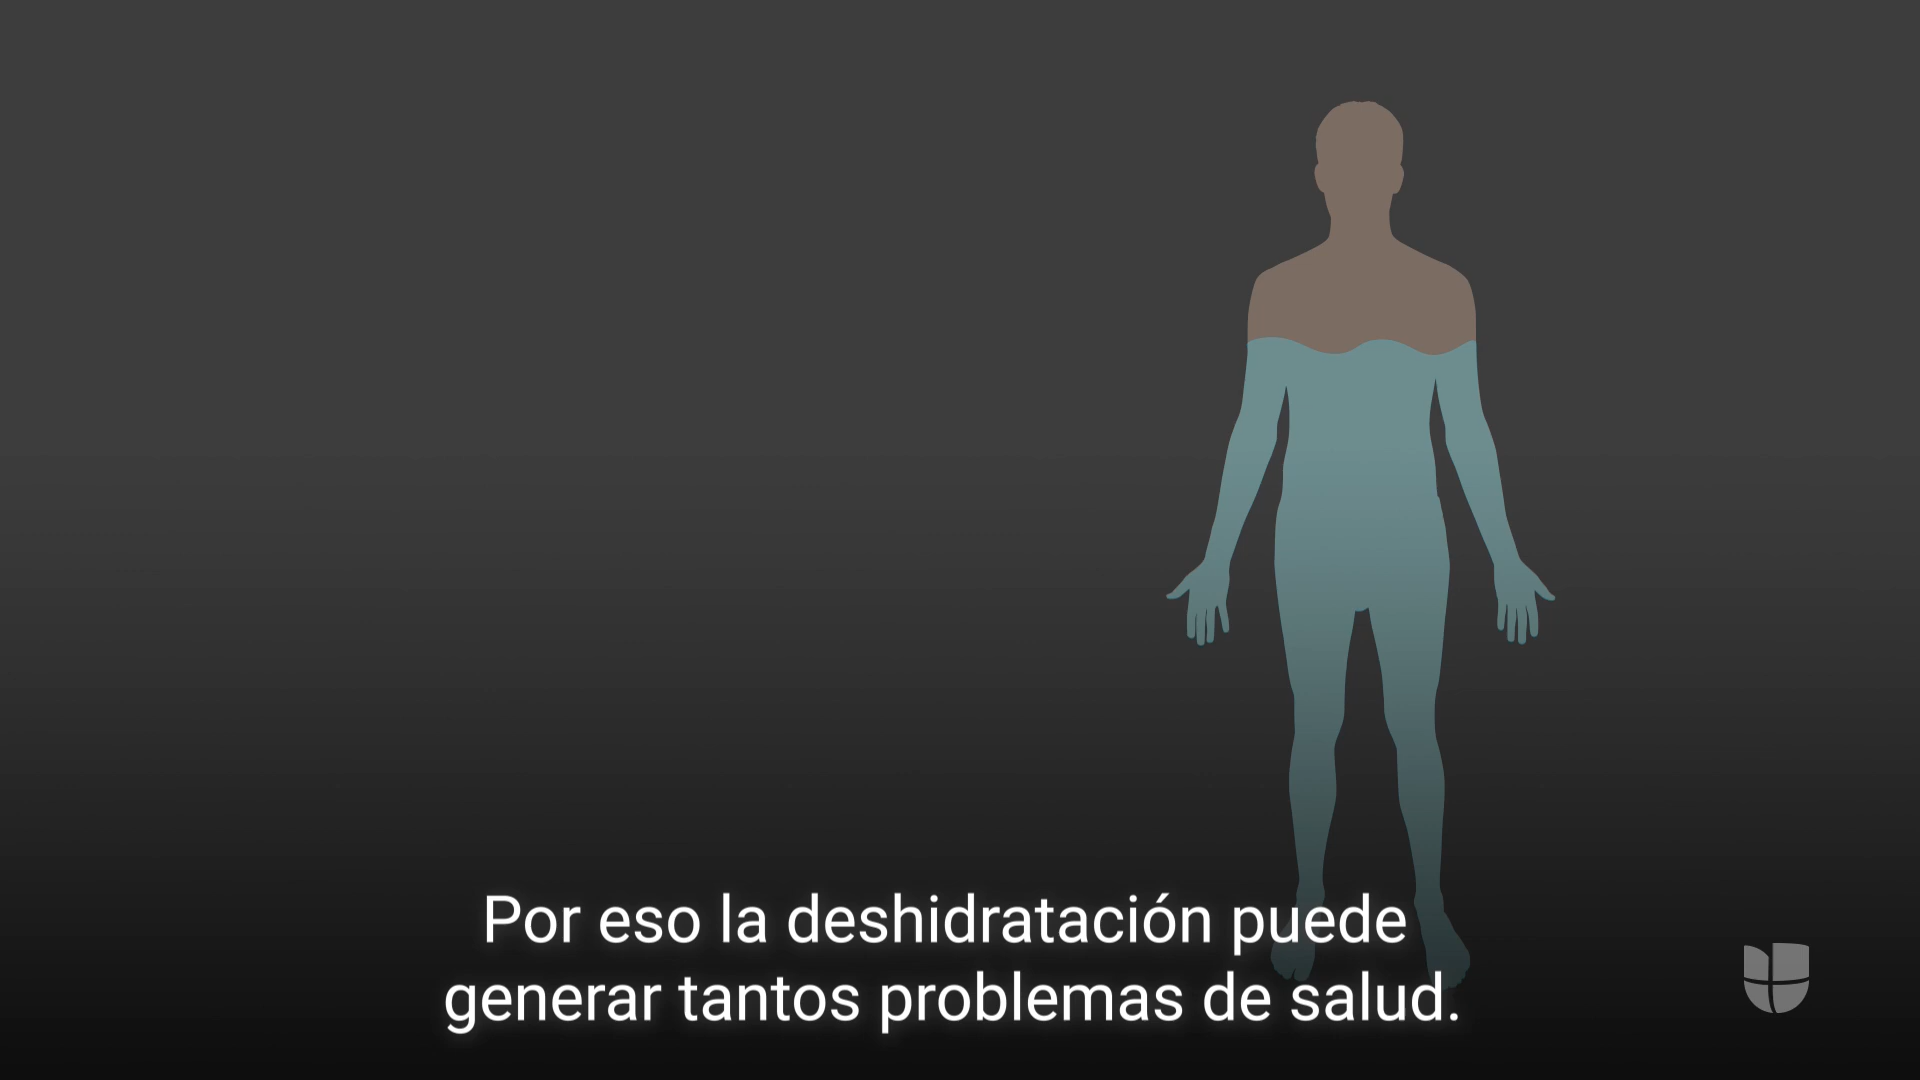 Por eso la deshidratación puede
generar tantos problemas de salud.